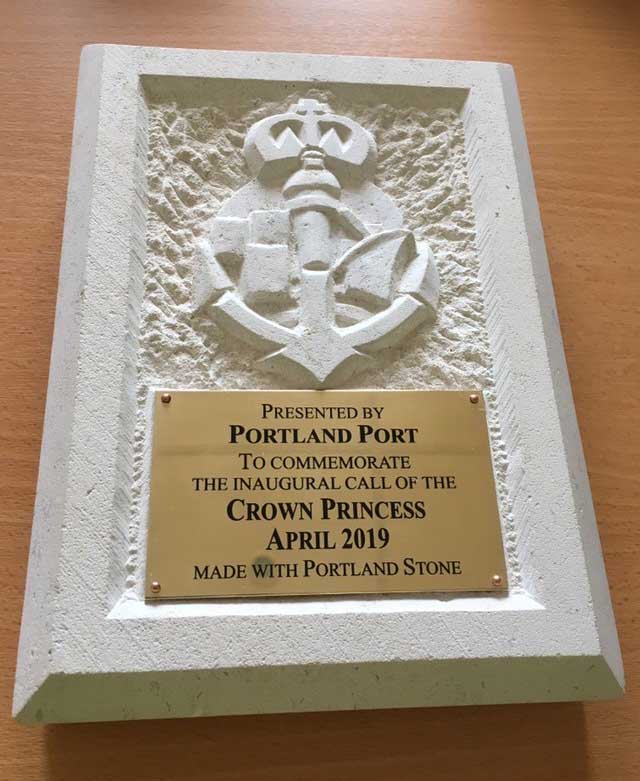 PRESENTED BY
PORTLAND PORT
TO COMMEMORATE
THE INAUGURAL CALL OF THE
CROWN PRINCESS
APRIL 2019
MADE WITH PORTLAND STONE